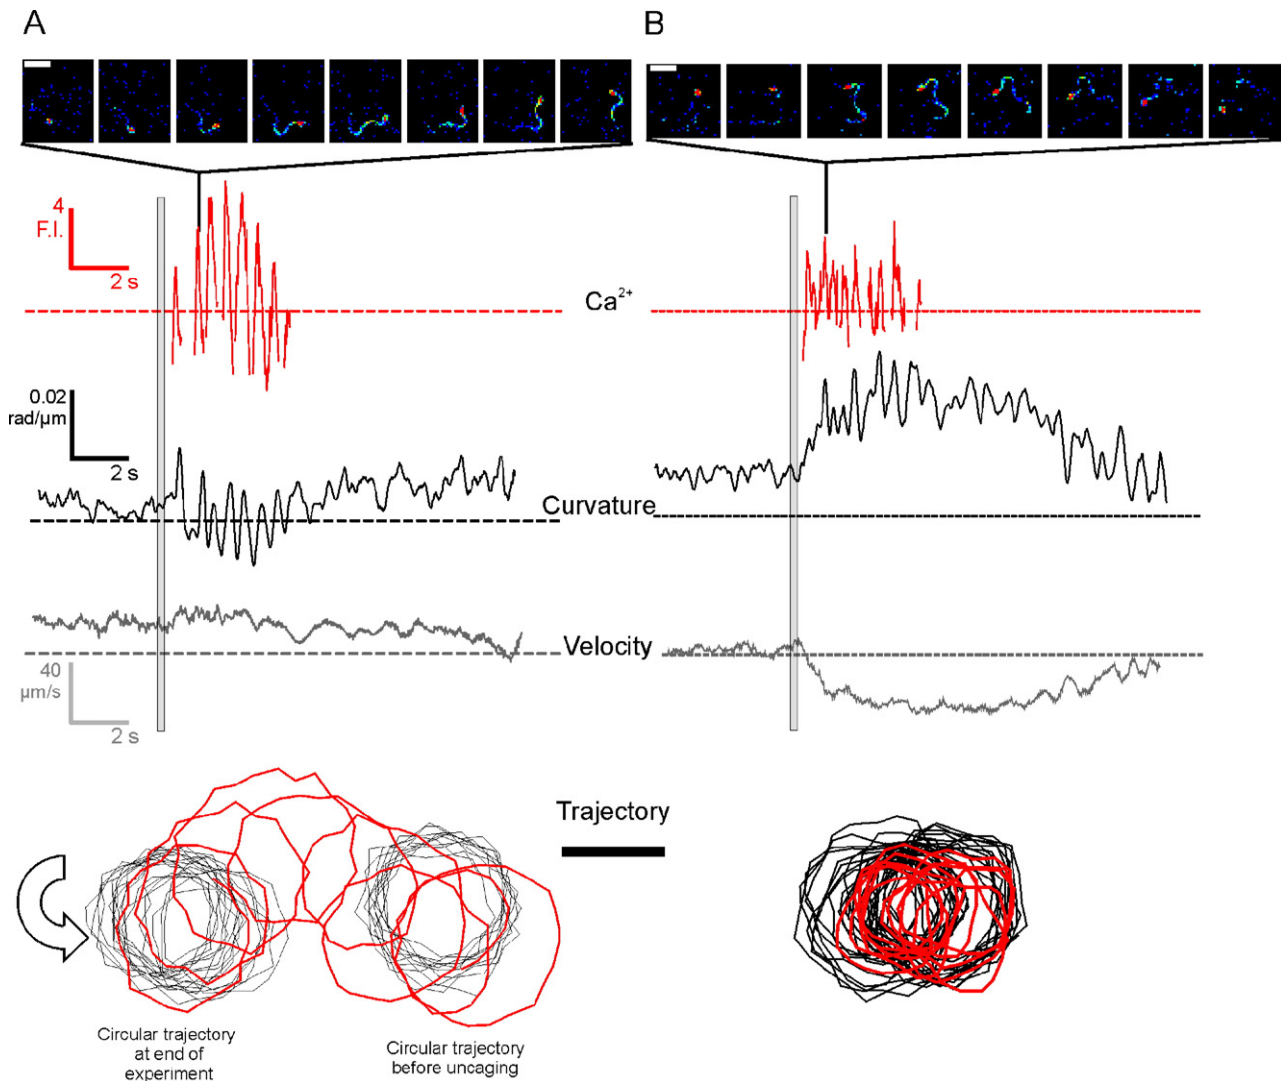 A
B
4
F.I.
2 s
Ca²⁺
0.02
rad/µm
2 s
Curvature
Velocity
40
µm/s
2 s
Trajectory
Circular trajectory
at end of
experiment
Circular trajectory
before uncaging